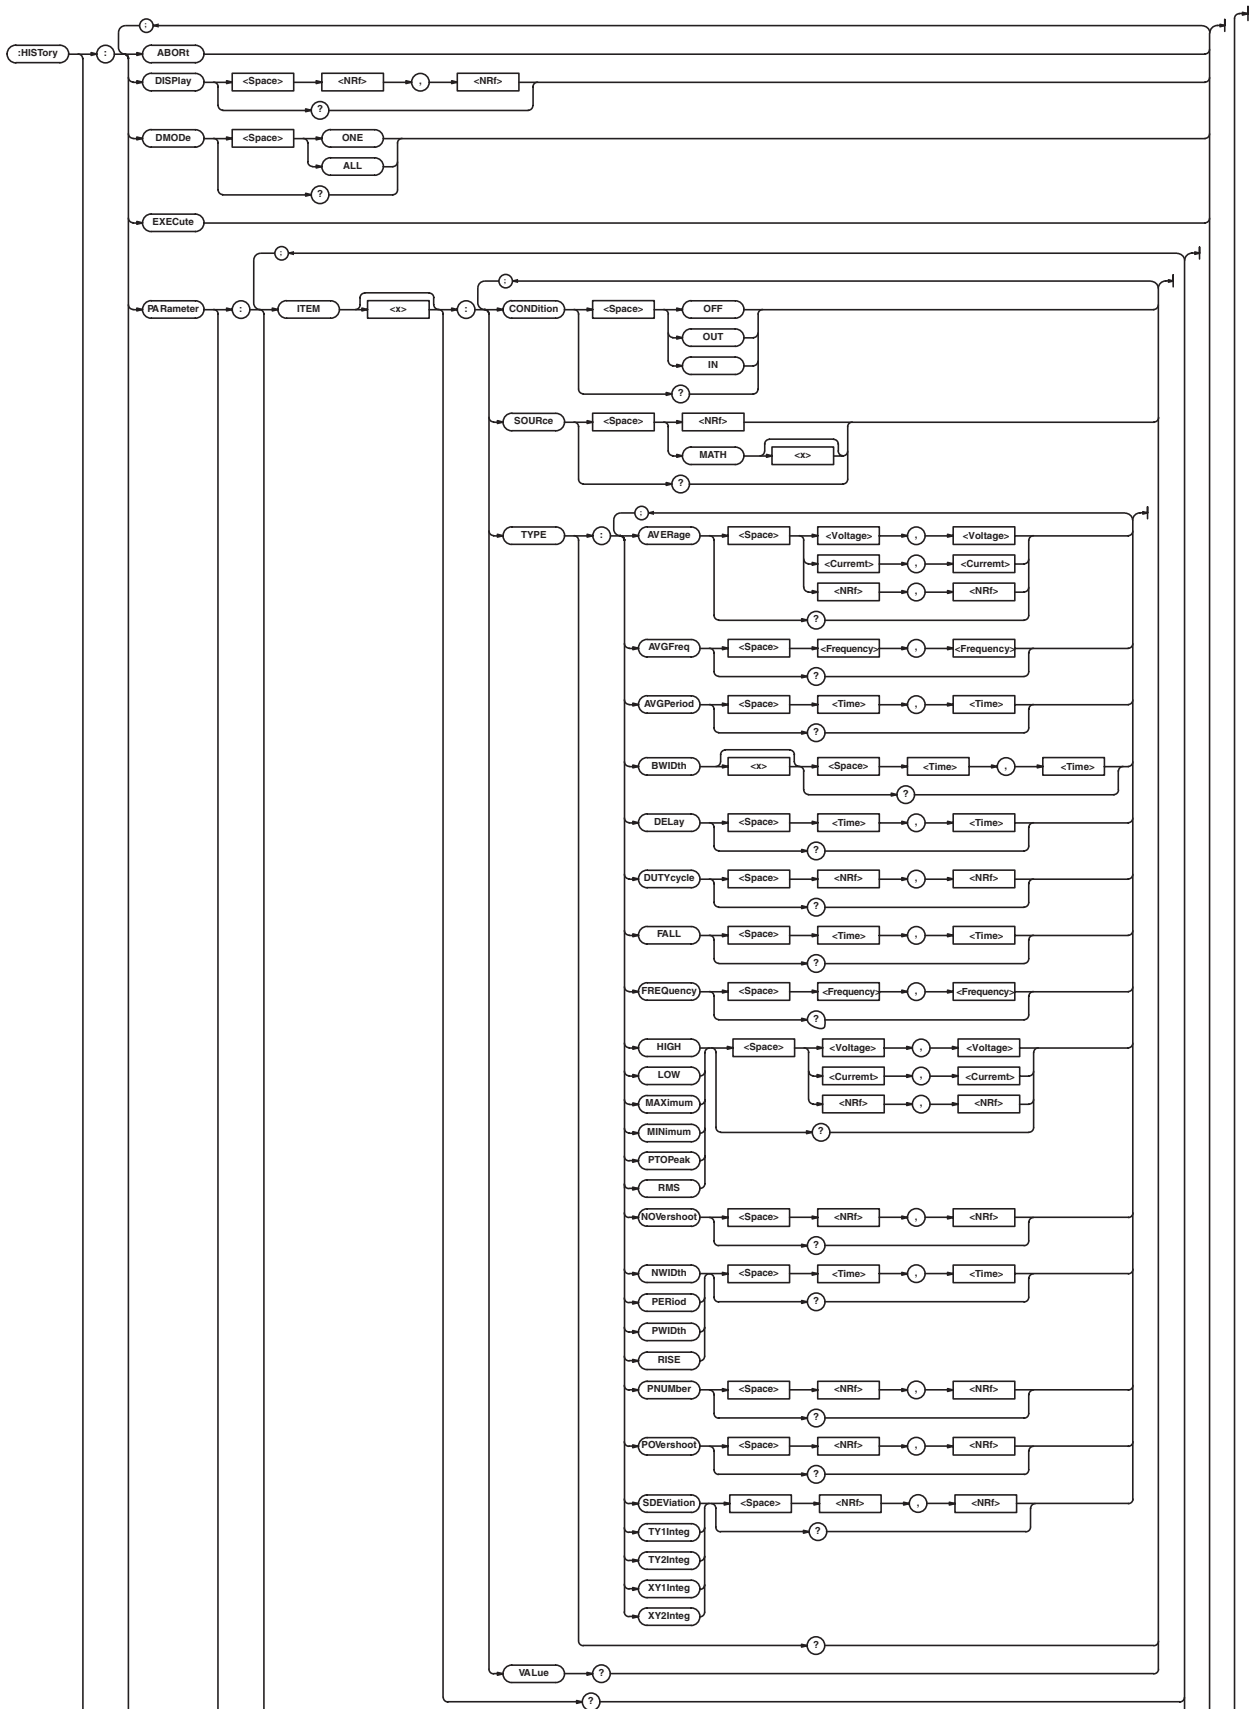 :
:HISTory : ABORt
DISPlay <Space> <NRf> , <NRf>
?
DMODe <Space> ONE
ALL
?
EXECute
:
:
PARameter : ITEM <x> : CONDition <Space> OFF
OUT
IN
?
SOURce <Space> <NRf>
MATH <x>
?
:
TYPE : AVERage <Space> <Voltage> , <Voltage>
<Curremt> , <Curremt>
<NRf> , <NRf>
?
AVGFreq <Space> <Frequency> , <Frequency>
?
AVGPeriod <Space> <Time> , <Time>
?
BWIDth <x> <Space> <Time> , <Time>
?
DELay <Space> <Time> , <Time>
?
DUTYcycle <Space> <NRf> , <NRf>
?
FALL <Space> <Time> , <Time>
?
FREQuency <Space> <Frequency> , <Frequency>
?
HIGH <Space> <Voltage> , <Voltage>
LOW <Curremt> , <Curremt>
MAXimum <NRf> , <NRf>
MINimum ?
PTOPeak
RMS
NOVershoot <Space> <NRf> , <NRf>
?
NWIDth <Space> <Time> , <Time>
PERiod ?
PWIDth
RISE
PNUMber <Space> <NRf> , <NRf>
?
POVershoot <Space> <NRf> , <NRf>
?
SDEViation <Space> <NRf> , <NRf>
TY1Integ ?
TY2Integ
XY1Integ
XY2Integ
?
VALue ?
?